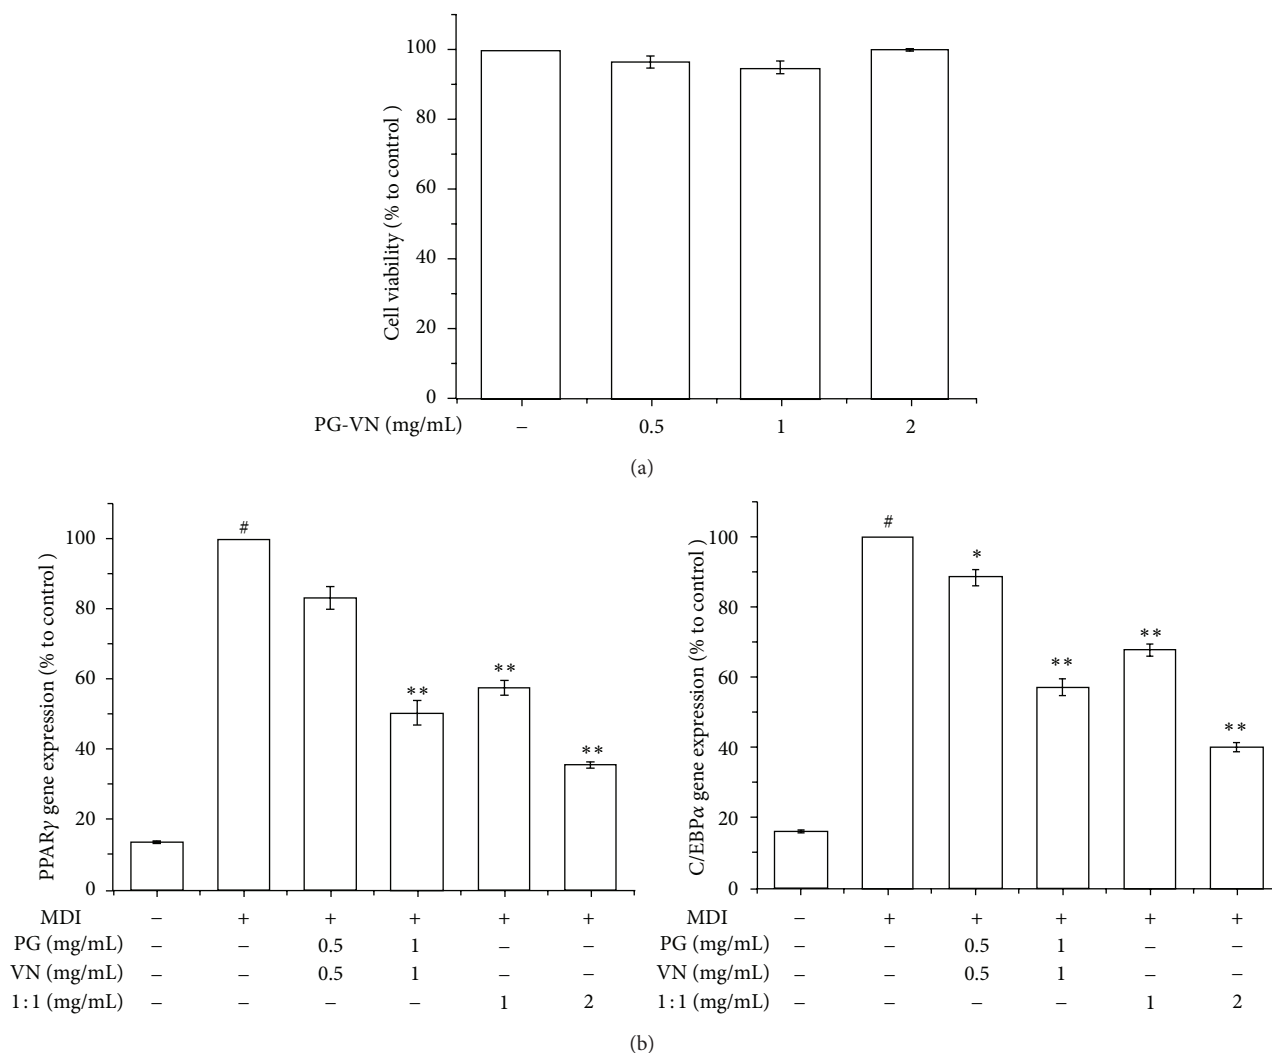 100
80
60
40
20
0
Cell viability (% to control )
PG-VN (mg/mL) – 0.5 1 2
(a)
100
80
60
40
20
0
PPARγ gene expression (% to control )
# ** ** **
MDI – + + + + +
PG (mg/mL) – – 0.5 1 – –
VN (mg/mL) – – 0.5 1 – –
1:1 (mg/mL) – – – – 1 2
100
80
60
40
20
0
C/EBPα gene expression (% to control )
# * ** ** **
MDI – + + + + +
PG (mg/mL) – – 0.5 1 – –
VN (mg/mL) – – 0.5 1 – –
1:1 (mg/mL) – – – – 1 2
(b)